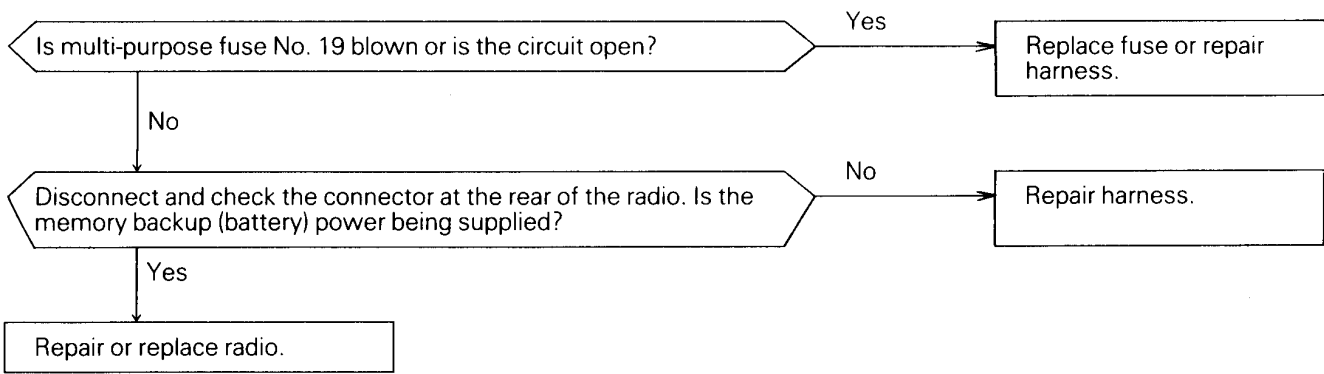 Is multi-purpose fuse No. 19 blown or is the circuit open?
Yes
Replace fuse or repair
harness.
No
Disconnect and check the connector at the rear of the radio. Is the
memory backup (battery) power being supplied?
No
Repair harness.
Yes
Repair or replace radio.